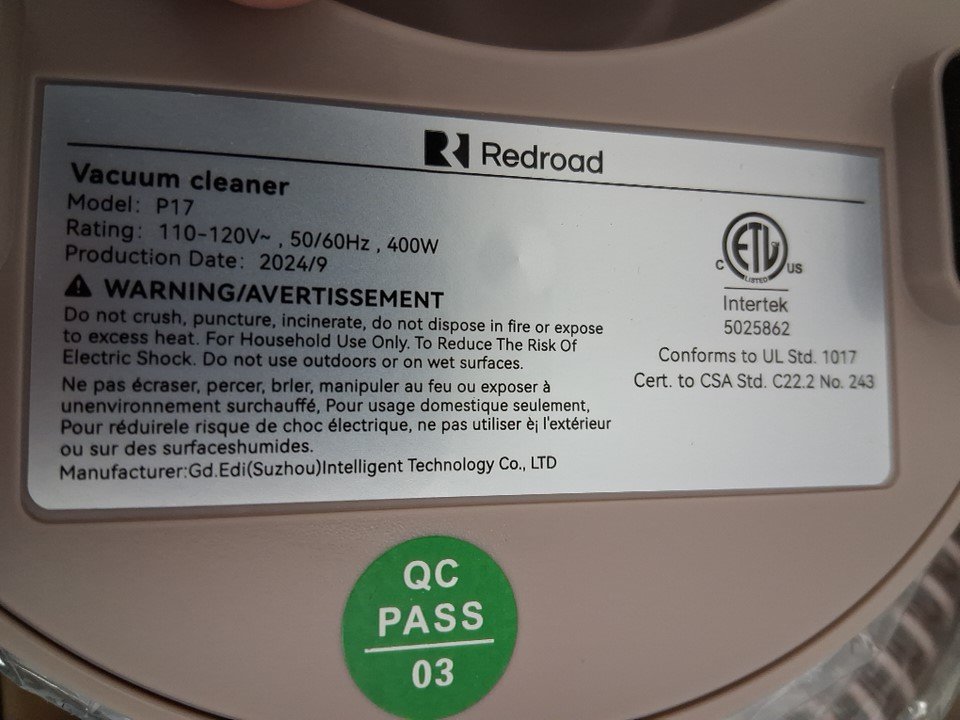 Redroad
Vacuum cleaner
Model: P17
Rating: 110-120V~ , 50/60Hz , 400W
Production Date: 2024/9
WARNING/AVERTISSEMENT
Do not crush, puncture, incinerate, do not dispose in fire or expose
to excess heat. For Household Use Only. To Reduce The Risk Of
Electric Shock. Do not use outdoors or on wet surfaces.
Ne pas écraser, percer, brler, manipuler au feu ou exposer à
unenvironnement surchauffé, Pour usage domestique seulement,
Pour réduirele risque de choc électrique, ne pas utiliser è¡ l'extérieur
ou sur des surfaceshumides.
Manufacturer:Gd.Edi(Suzhou)Intelligent Technology Co., LTD
ETL
C US
LISTED
Intertek
5025862
Conforms to UL Std. 1017
Cert. to CSA Std. C22.2 No. 243
QC
PASS
03